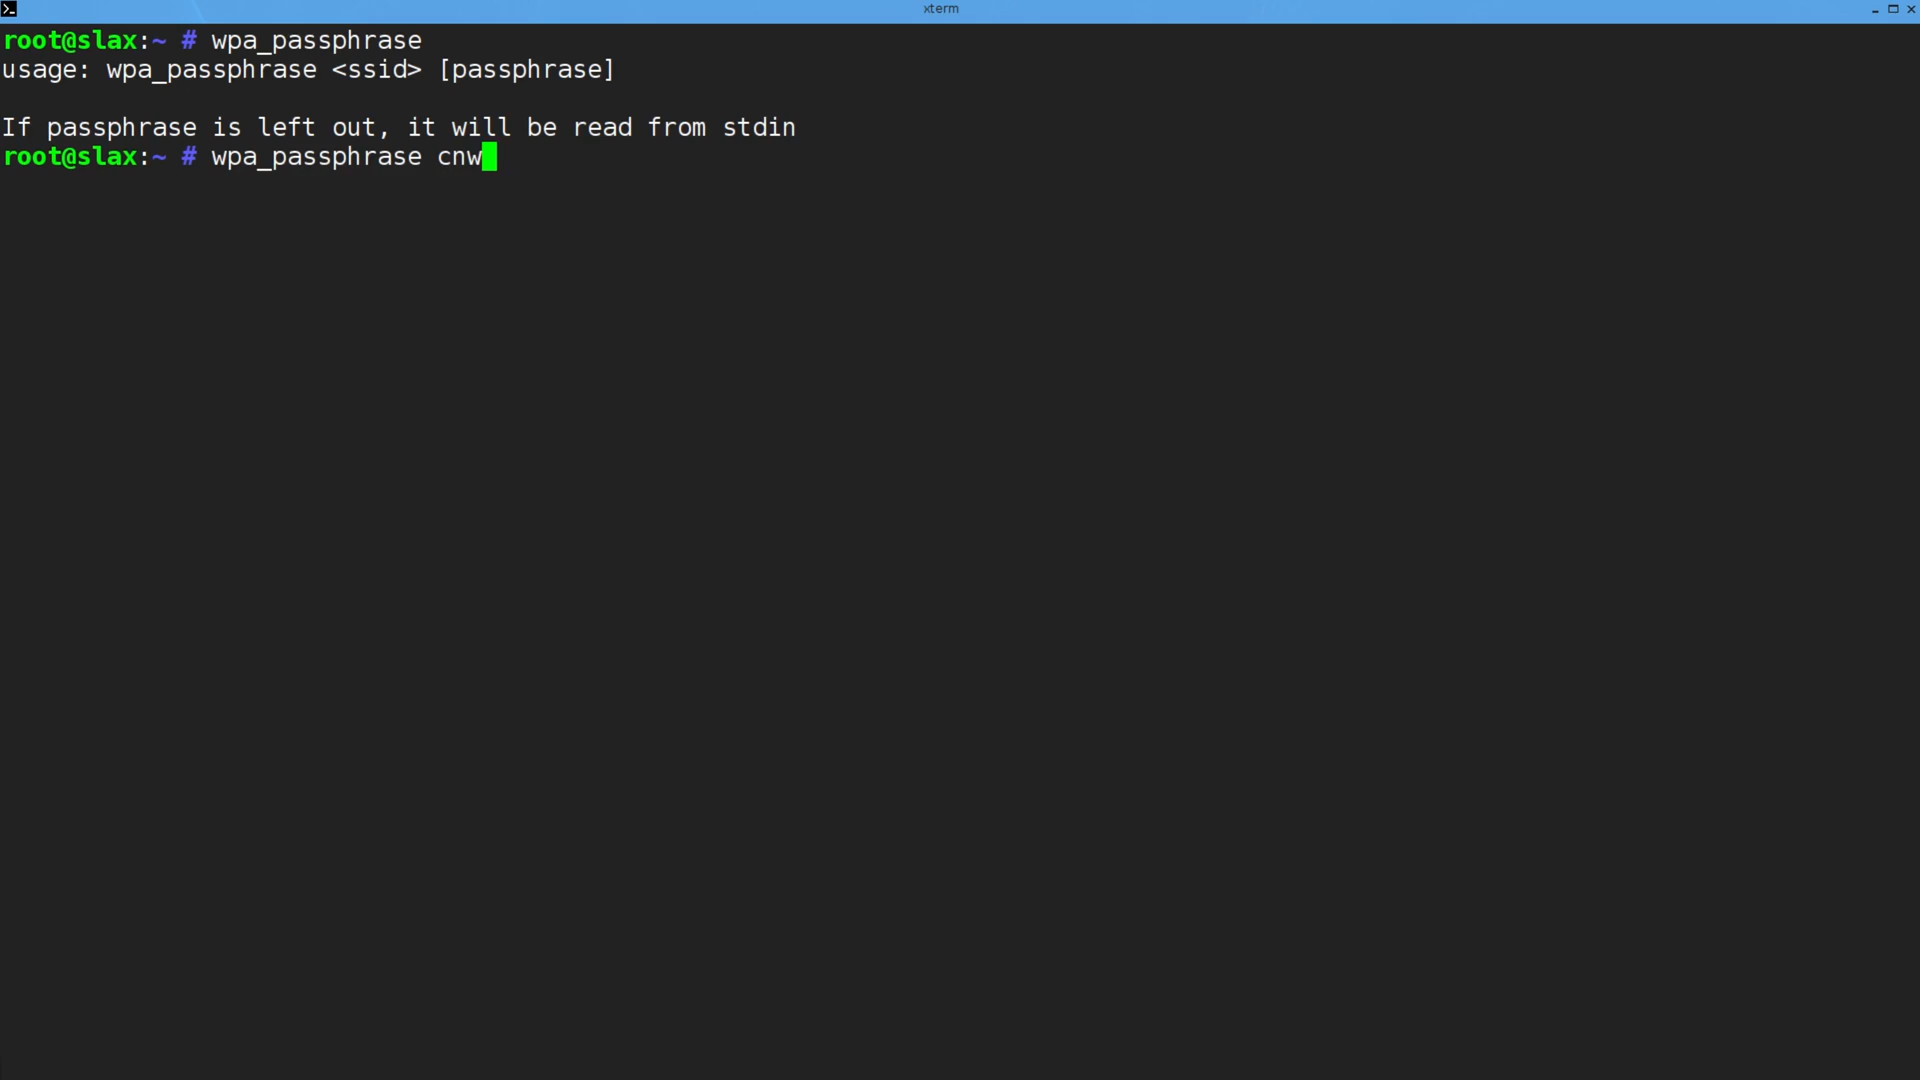 xterm
root@slax:~ # wpa_passphrase
usage: wpa_passphrase <ssid> [passphrase]
If passphrase is left out, it will be read from stdin
root@slax:~ # wpa_passphrase cnw